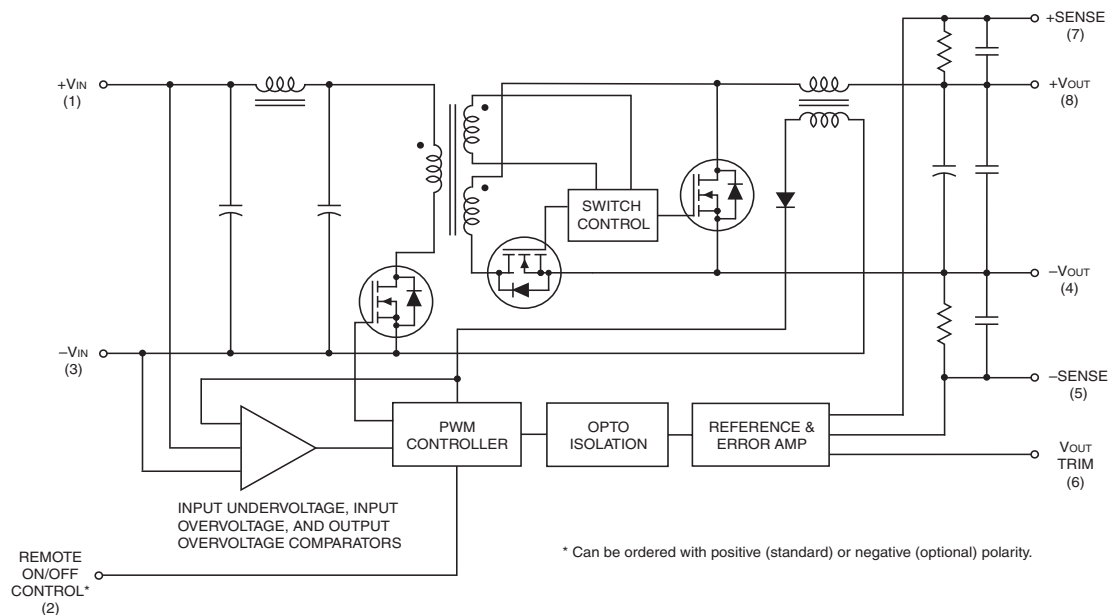 +SENSE
(7)
+VIN
(1)
+VOUT
(8)
SWITCH
CONTROL
–VOUT
(4)
–VIN
(3)
–SENSE
(5)
PWM
CONTROLLER
OPTO
ISOLATION
REFERENCE &
ERROR AMP
VOUT
TRIM
(6)
INPUT UNDERVOLTAGE, INPUT
OVERVOLTAGE, AND OUTPUT
OVERVOLTAGE COMPARATORS
* Can be ordered with positive (standard) or negative (optional) polarity.
REMOTE
ON/OFF
CONTROL*
(2)